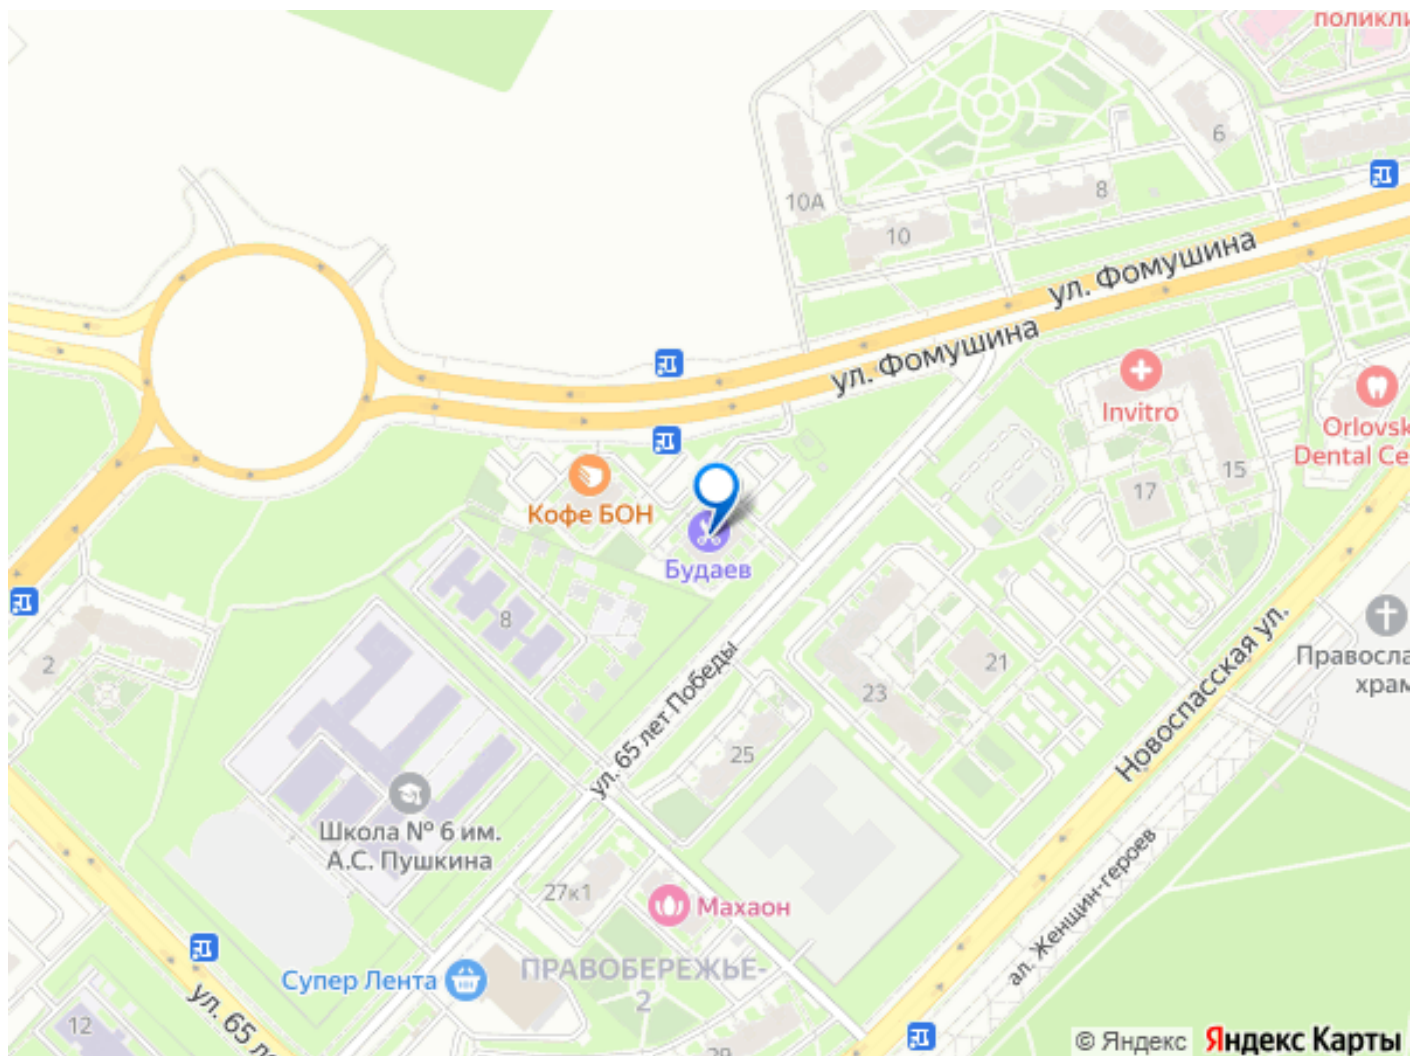 поликли
6
8
10А
10
ул. Фомушина
ул. Фомушина
Invitro
Orlovsk
Dental Ce
15
17
Кофе БОН
Будаев
8
2
21
23
25
Правосла
храм
Новоспасская ул.
ул. 65 лет Победы
Школа № 6 им.
А.С. Пушкина
27к1
Махаон
ал. Женщин-героев
Супер Лента
ПРАВОБЕРЕЖЬЕ-
2
ул. 65 ле
12
29
© Яндекс Яндекс Карты